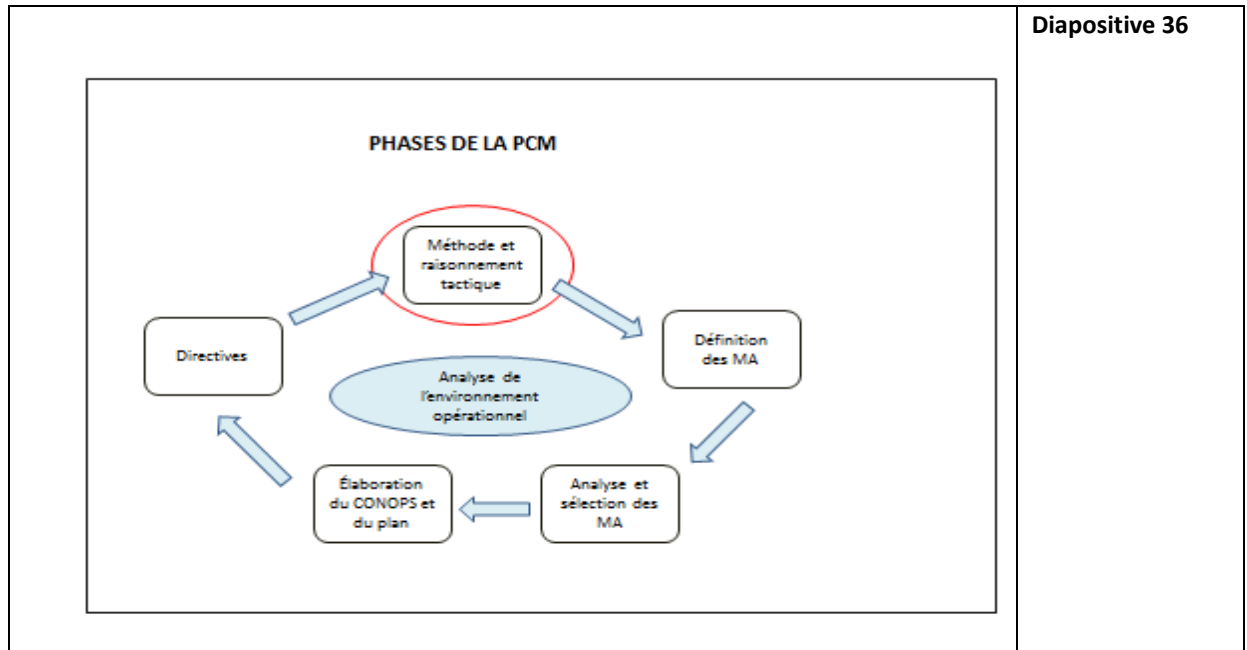 Diapositive 36
PHASES DE LA PCM
Méthode et
raisonnement
tactique
Directives
Définition
des MA
Analyse de
l'environnement
opérationnel
Élaboration
du CONOPS et
du plan
Analyse et
sélection des
MA